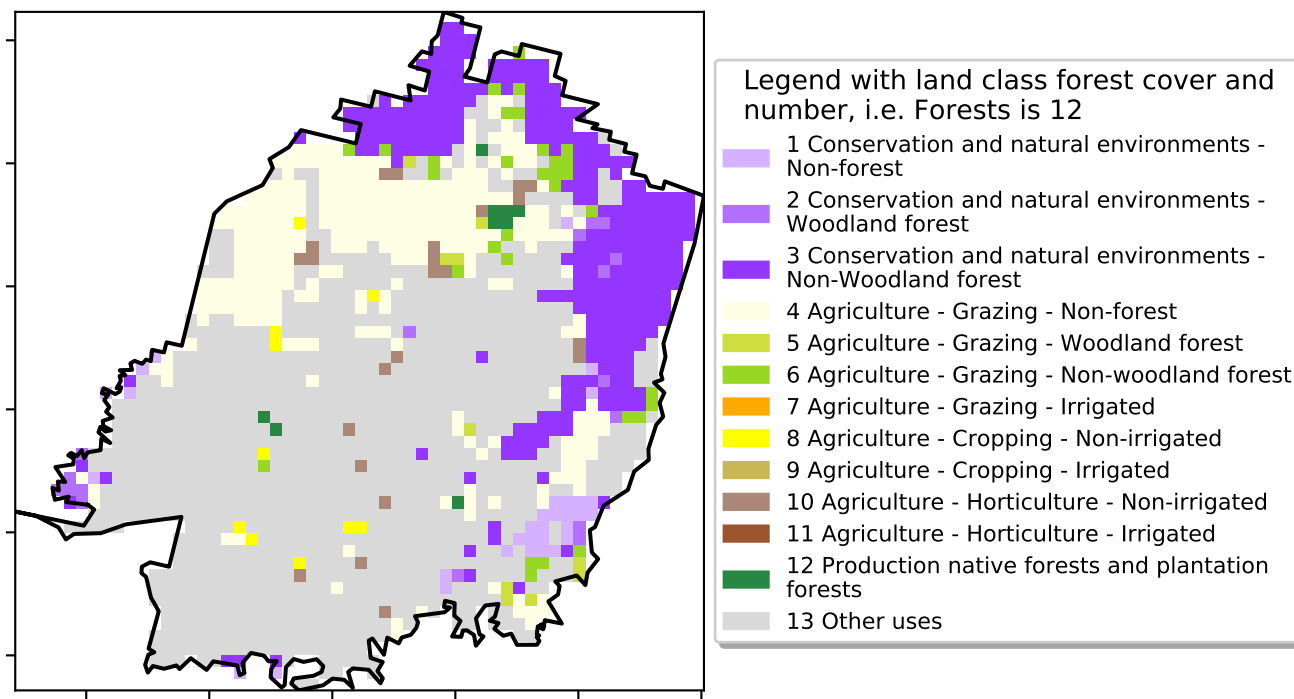 Legend with land class forest cover and
number, i.e. Forests is 12
1 Conservation and natural environments -
Non-forest
2 Conservation and natural environments -
Woodland forest
3 Conservation and natural environments -
Non-Woodland forest
4 Agriculture - Grazing - Non-forest
5 Agriculture - Grazing - Woodland forest
6 Agriculture - Grazing - Non-woodland forest
7 Agriculture - Grazing - Irrigated
8 Agriculture - Cropping - Non-irrigated
9 Agriculture - Cropping - Irrigated
10 Agriculture - Horticulture - Non-irrigated
11 Agriculture - Horticulture - Irrigated
12 Production native forests and plantation
forests
13 Other uses